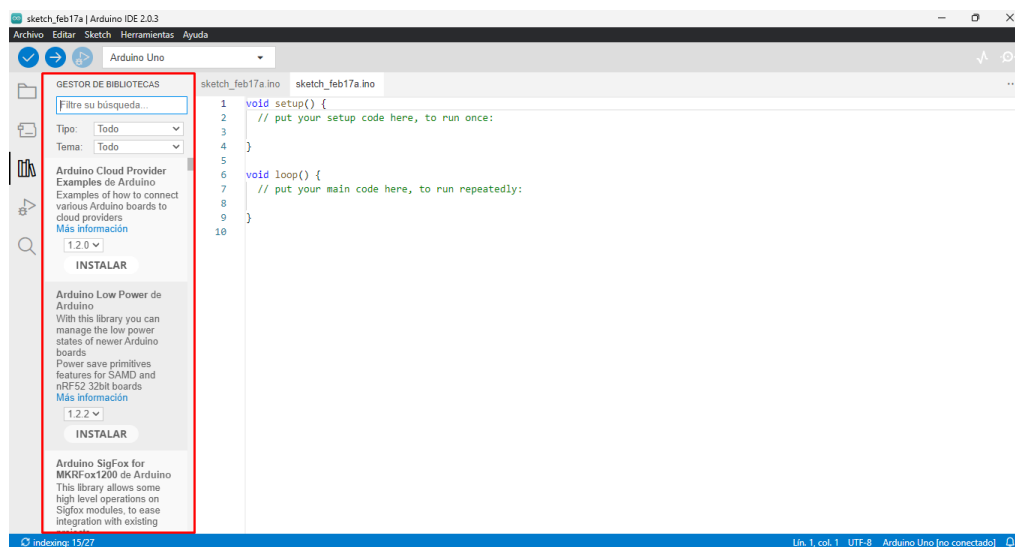 sketch_feb17a | Arduino IDE 2.0.3
Archivo Editar Sketch Herramientas Ayuda
Arduino Uno
GESTOR DE BIBLIOTECAS
Filtre su búsqueda...
Tipo: Todo
Tema: Todo
Arduino Cloud Provider
Examples de Arduino
Examples of how to connect
various Arduino boards to
cloud providers
Más información
1.2.0
INSTALAR
Arduino Low Power de
Arduino
With this library you can
manage the low power
states of newer Arduino
boards
Power save primitives
features for SAMD and
nRF52 32bit boards
Más información
1.2.2
INSTALAR
Arduino SigFox for
MKRFox1200 de Arduino
This library allows some
high level operations on
Sigfox modules, to ease
integration with existing
sketch_feb17a.ino sketch_feb17a.ino
1 void setup() {
2 // put your setup code here, to run once:
3
4 }
5
6 void loop() {
7 // put your main code here, to run repeatedly:
8
9 }
10
indexing: 15/27
Lín. 1, col. 1 UTF-8 Arduino Uno [no conectado]